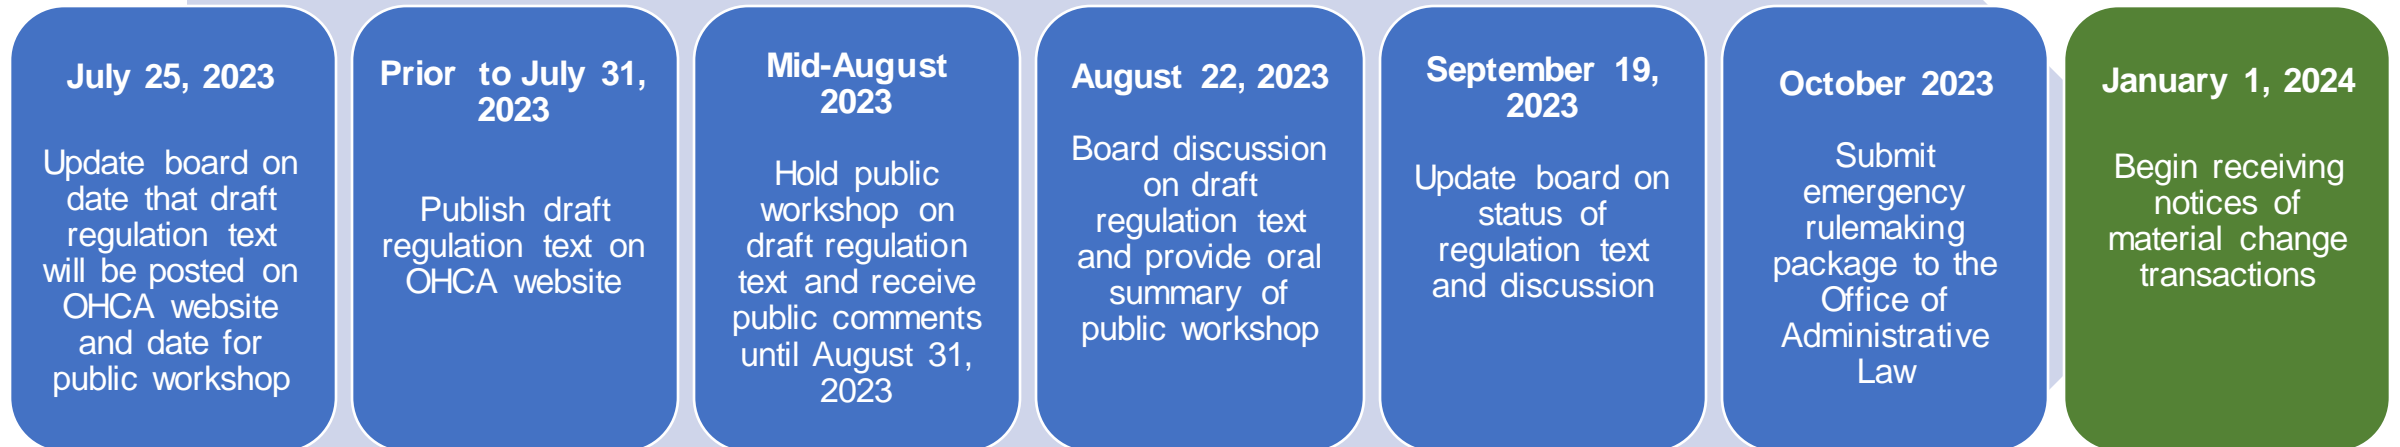 July 25, 2023
Update board on
date that draft
regulation text
will be posted on
OHCA website
and date for
public workshop
Prior to July 31,
2023
Publish draft
regulation text on
OHCA website
Mid-August
2023
Hold public
workshop on
draft regulation
text and receive
public comments
until August 31,
2023
August 22, 2023
Board discussion
on draft
regulation text
and provide oral
summary of
public workshop
September 19,
2023
Update board on
status of
regulation text
and discussion
October 2023
Submit
emergency
rulemaking
package to the
Office of
Administrative
Law
January 1, 2024
Begin receiving
notices of
material change
transactions